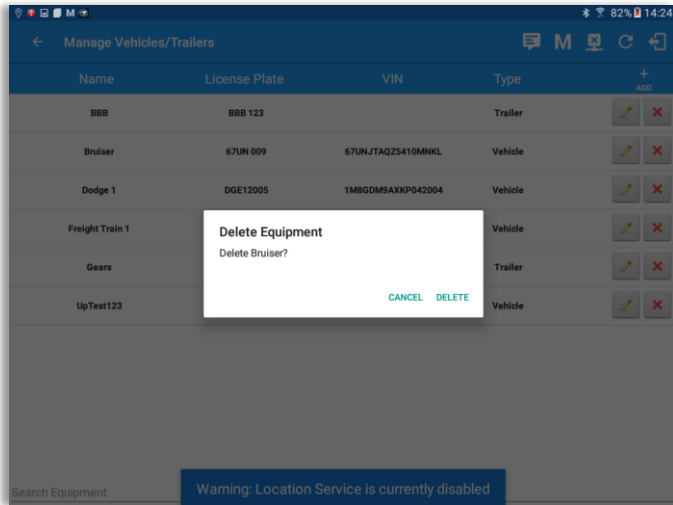 82% 14:24
Manage Vehicles/Trailers M
Name License Plate VIN Type + ADD
BBB BBB 123 Trailer
Bruiser 67UN 009 67UNJTAQZ5410MNKL Vehicle
Dodge 1 DGE12005 1M8GDM9AXKP042004 Vehicle
Freight Train 1 Vehicle
Gears Trailer
UpTest123 Vehicle
Delete Equipment
Delete Bruiser?
CANCEL DELETE
Search Equipment
Warning: Location Service is currently disabled